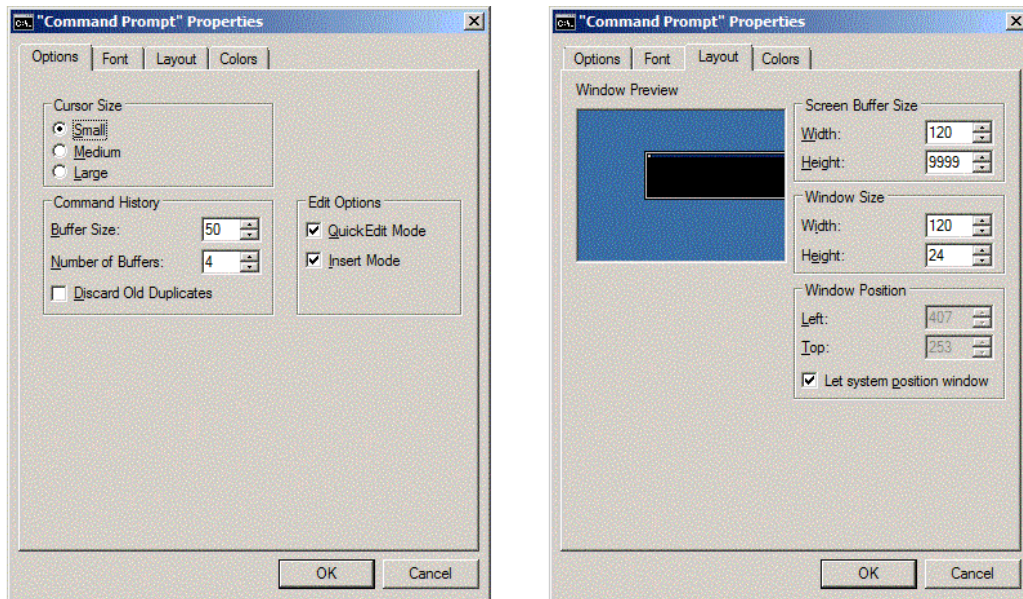 "Command Prompt" Properties
Options Font Layout Colors
Cursor Size
Small
Medium
Large
Command History
Buffer Size: 50
Number of Buffers: 4
Discard Old Duplicates
Edit Options
QuickEdit Mode
Insert Mode
OK Cancel
"Command Prompt" Properties
Options Font Layout Colors
Window Preview
Screen Buffer Size
Width: 120
Height: 9999
Window Size
Width: 120
Height: 24
Window Position
Left: 407
Top: 253
Let system position window
OK Cancel